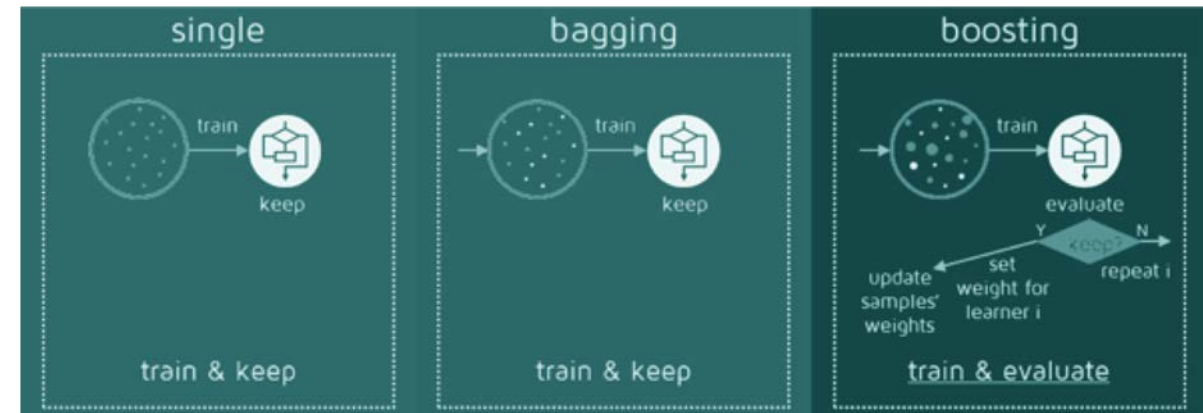 single
train
keep
train & keep
bagging
train
keep
train & keep
boosting
train
evaluate
Y
keep?
N
repeat i
set
weight for
learner i
update
samples'
weights
train & evaluate